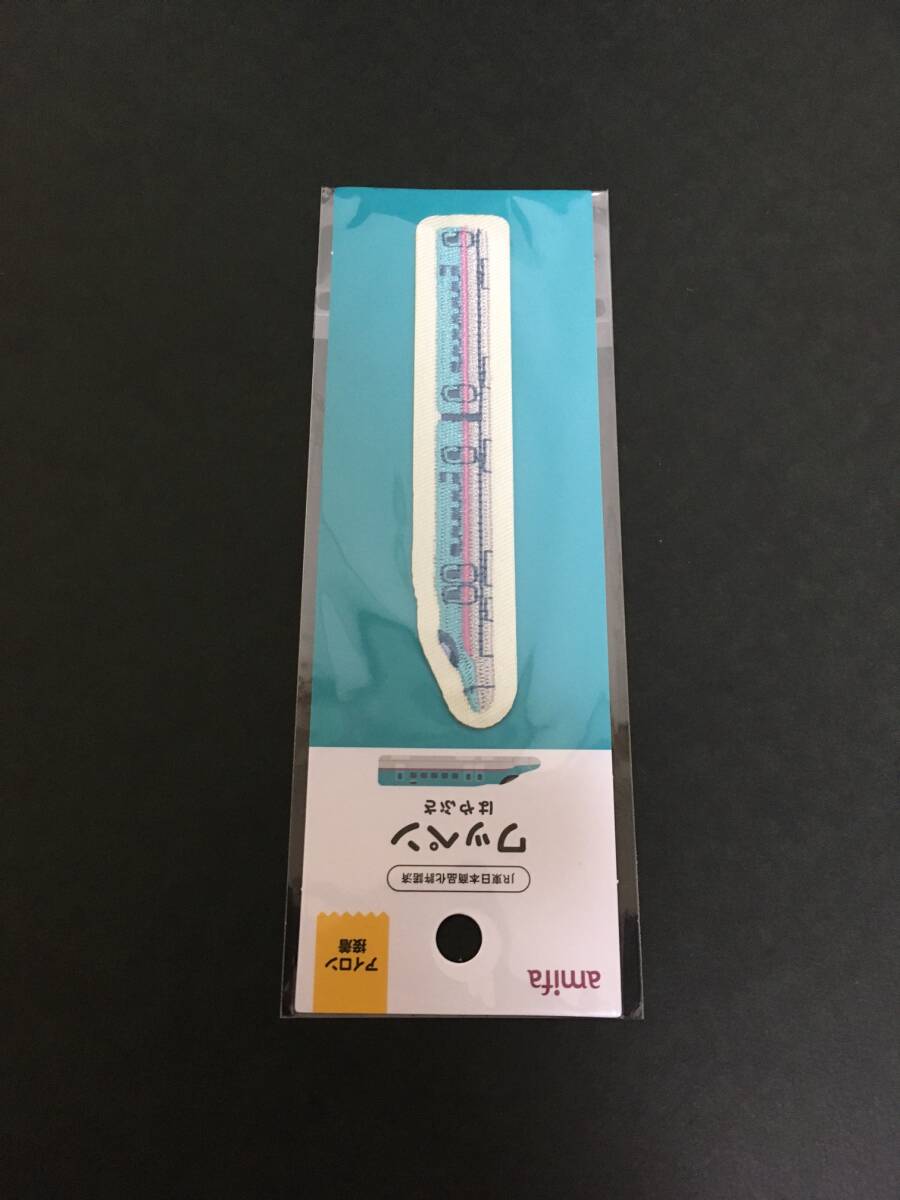 amifa
アイロン
接着
JR東日本商品化許諾済
ワッペン
はやぶさ